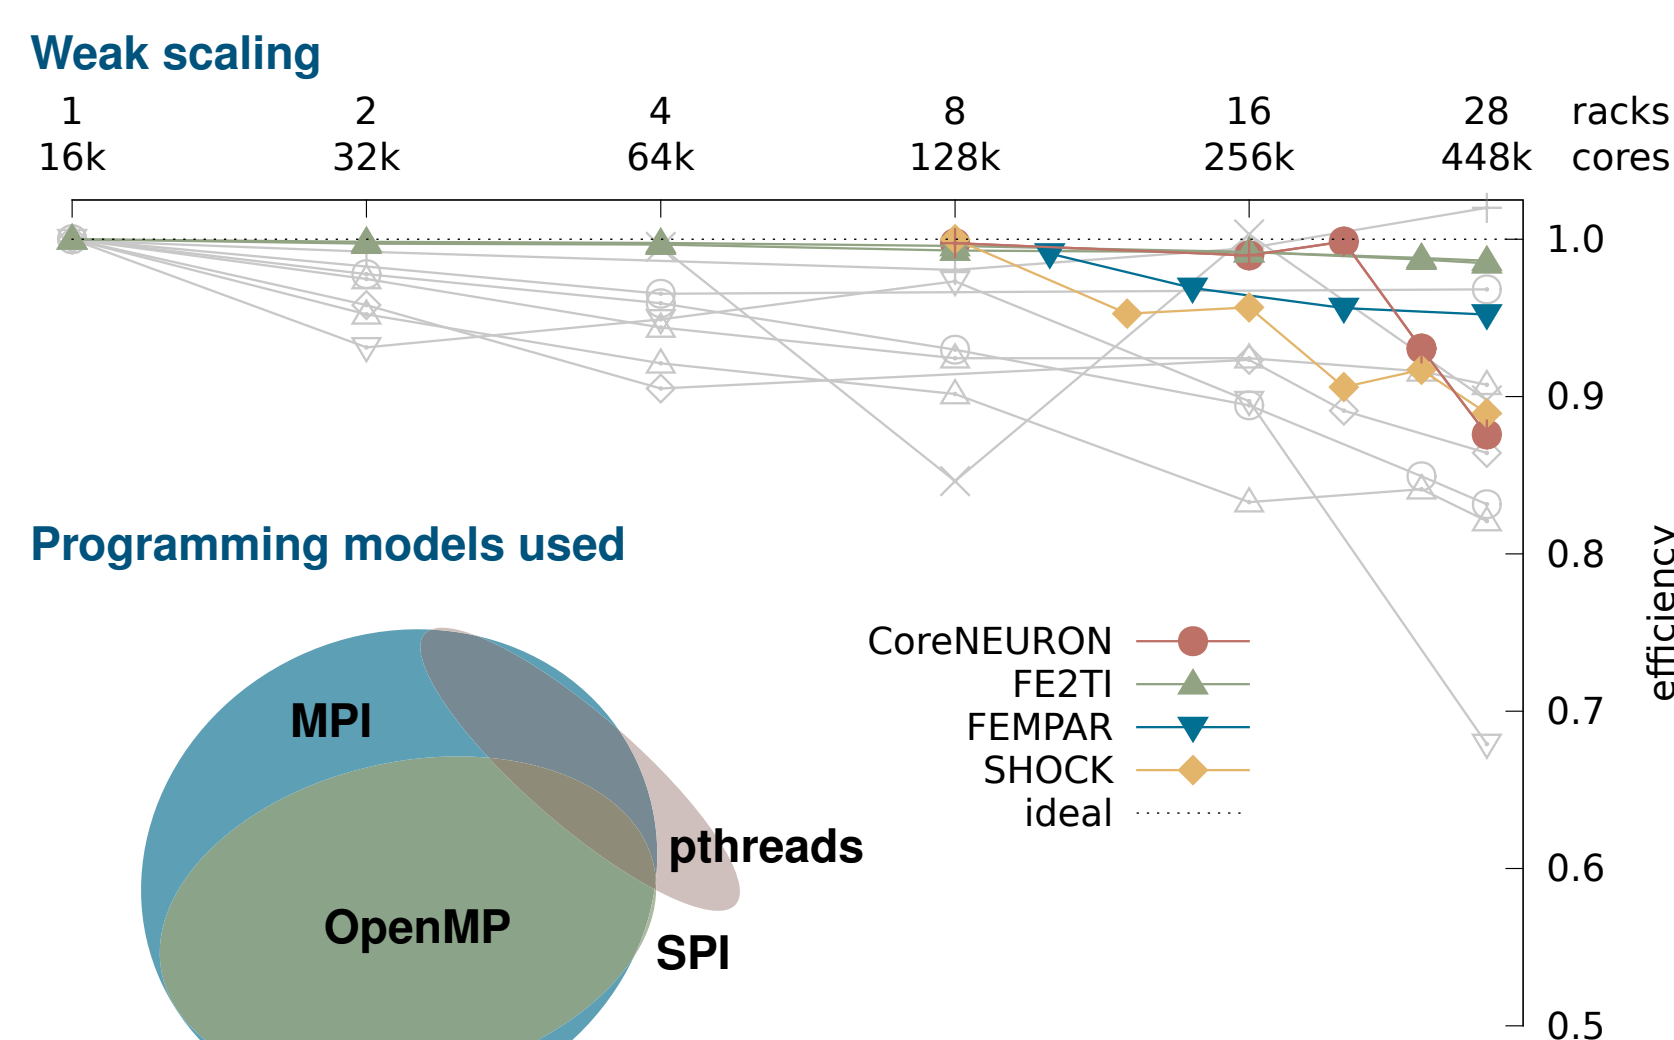 Weak scaling
1 2 4 8 16 28 racks
16k 32k 64k 128k 256k 448k cores
1.0
0.9
Programming models used
0.8
efficiency
CoreNEURON
FE2TI
0.7
MPI
FEMPAR
SHOCK
ideal
pthreads
0.6
OpenMP
SPI
0.5